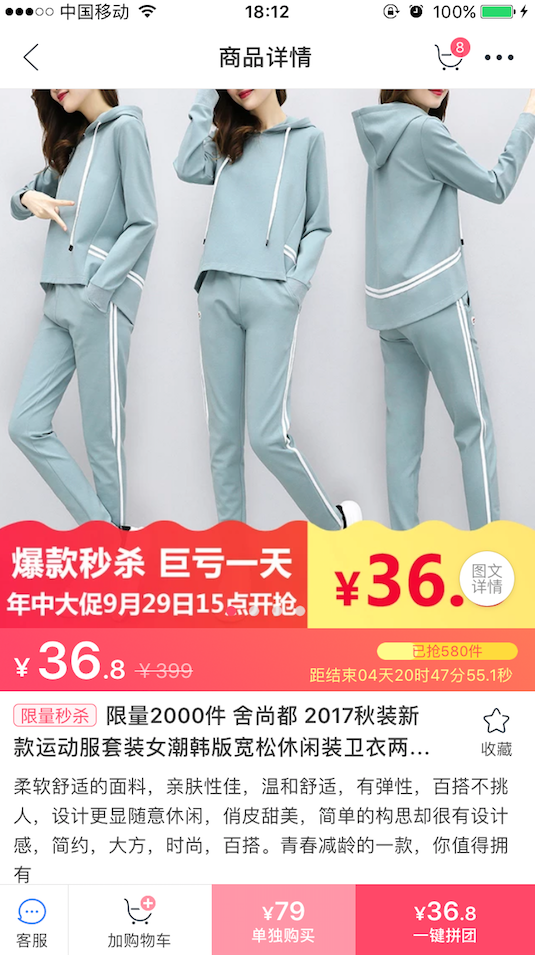 中国移动 18:12 100%
商品详情 8
爆款秒杀 巨亏一天
年中大促9月29日15点开抢
¥36.
图文
详情
¥36.8 ¥399
已抢580件
距结束04天20时47分55.1秒
限量秒杀 限量2000件 舍尚都 2017秋装新
款运动服套装女潮韩版宽松休闲装卫衣两...
收藏
柔软舒适的面料，亲肤性佳，温和舒适，有弹性，百搭不挑
人，设计更显随意休闲，俏皮甜美，简单的构思却很有设计
感，简约，大方，时尚，百搭。青春减龄的一款，你值得拥
有
客服
加购物车
¥79
单独购买
¥36.8
一键拼团